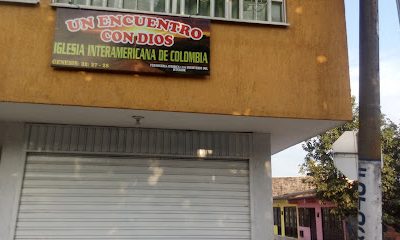 UN ENCUENTRO
CON DIOS
IGLESIA INTERAMERICANA DE COLOMBIA
GENESIS: 32: 27 - 28